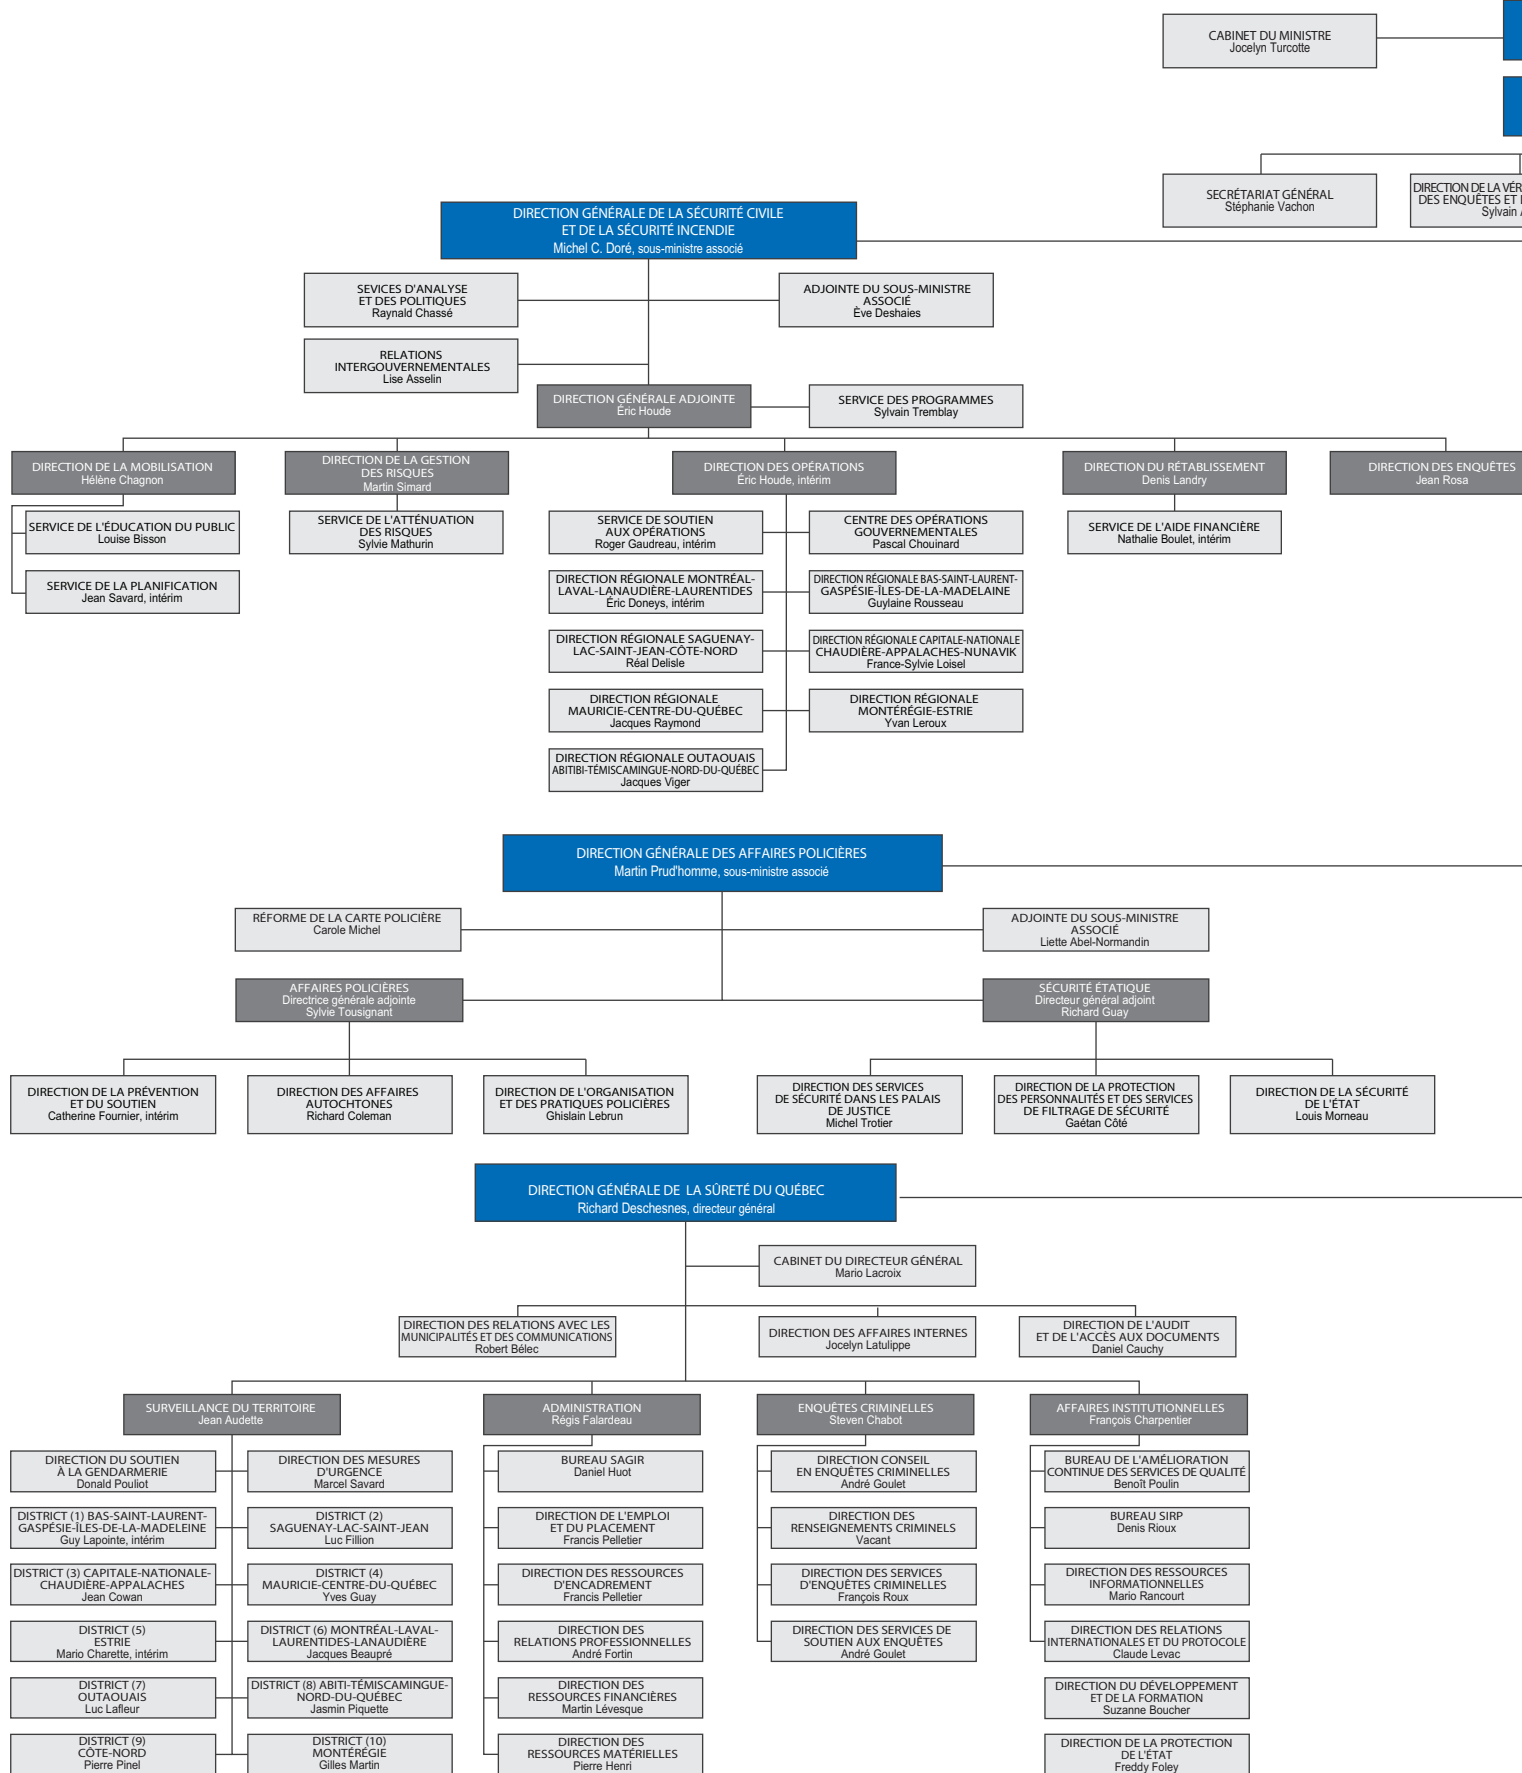 CABINET DU MINISTRE
Jocelyn Turcotte
SECRÉTARIAT GÉNÉRAL
Stéphanie Vachon
DIRECTION DE LA VÉR
DES ENQUÊTES ET
Sylvain
DIRECTION GÉNÉRALE DE LA SÉCURITÉ CIVILE
ET DE LA SÉCURITÉ INCENDIE
Michel C. Doré, sous-ministre associé
SEVICES D'ANALYSE
ET DES POLITIQUES
Raynald Chassé
ADJOINTE DU SOUS-MINISTRE
ASSOCIÉ
Ève Deshaies
RELATIONS
INTERGOUVERNEMENTALES
Lise Asselin
DIRECTION GÉNÉRALE ADJOINTE
Éric Houde
SERVICE DES PROGRAMMES
Sylvain Tremblay
DIRECTION DE LA MOBILISATION
Hélène Chagnon
DIRECTION DE LA GESTION
DES RISQUES
Martin Simard
DIRECTION DES OPÉRATIONS
Éric Houde, intérim
DIRECTION DU RÉTABLISSEMENT
Denis Landry
DIRECTION DES ENQUÊTES
Jean Rosa
SERVICE DE L'ÉDUCATION DU PUBLIC
Louise Bisson
SERVICE DE L'ATTÉNUATION
DES RISQUES
Sylvie Mathurin
SERVICE DE SOUTIEN
AUX OPÉRATIONS
Roger Gaudreau, intérim
CENTRE DES OPÉRATIONS
GOUVERNEMENTALES
Pascal Chouinard
SERVICE DE L'AIDE FINANCIÈRE
Nathalie Boulet, intérim
SERVICE DE LA PLANIFICATION
Jean Savard, intérim
DIRECTION RÉGIONALE MONTRÉAL-
LAVAL-LANAUDIÈRE-LAURENTIDES
Éric Doneys, intérim
DIRECTION RÉGIONALE BAS-SAINT-LAURENT-
GASPÉSIE-ÎLES-DE-LA-MADELAINE
Guylaine Rousseau
DIRECTION RÉGIONALE SAGUENAY-
LAC-SAINT-JEAN-CÔTE-NORD
Réal Delisle
DIRECTION RÉGIONALE CAPITALE-NATIONALE
CHAUDIÈRE-APPALACHES-NUNAVIK
France-Sylvie Loisel
DIRECTION RÉGIONALE
MAURICIE-CENTRE-DU-QUÉBEC
Jacques Raymond
DIRECTION RÉGIONALE
MONTÉRÉGIE-ESTRIE
Yvan Leroux
DIRECTION RÉGIONALE OUTAOUAIS
ABITIBI-TÉMISCAMINGUE-NORD-DU-QUÉBEC
Jacques Viger
DIRECTION GÉNÉRALE DES AFFAIRES POLICIÈRES
Martin Prud'homme, sous-ministre associé
RÉFORME DE LA CARTE POLICIÈRE
Carole Michel
ADJOINTE DU SOUS-MINISTRE
ASSOCIÉ
Liette Abel-Normandin
AFFAIRES POLICIÈRES
Directrice générale adjointe
Sylvie Tousignant
SÉCURITÉ ÉTATIQUE
Directeur général adjoint
Richard Guay
DIRECTION DE LA PRÉVENTION
ET DU SOUTIEN
Catherine Fournier, intérim
DIRECTION DES AFFAIRES
AUTOCHTONES
Richard Coleman
DIRECTION DE L'ORGANISATION
ET DES PRATIQUES POLICIÈRES
Ghislain Lebrun
DIRECTION DES SERVICES
DE SÉCURITÉ DANS LES PALAIS
DE JUSTICE
Michel Trotier
DIRECTION DE LA PROTECTION
DES PERSONNALITÉS ET DES SERVICES
DE FILTRAGE DE SÉCURITÉ
Gaétan Côté
DIRECTION DE LA SÉCURITÉ
DE L'ÉTAT
Louis Morneau
DIRECTION GÉNÉRALE DE LA SÛRETÉ DU QUÉBEC
Richard Deschesnes, directeur général
CABINET DU DIRECTEUR GÉNÉRAL
Mario Lacroix
DIRECTION DES RELATIONS AVEC LES
MUNICIPALITÉS ET DES COMMUNICATIONS
Robert Bélec
DIRECTION DES AFFAIRES INTERNES
Jocelyn Latulippe
DIRECTION DE L'AUDIT
ET DE L'ACCÈS AUX DOCUMENTS
Daniel Cauchy
SURVEILLANCE DU TERRITOIRE
Jean Audette
ADMINISTRATION
Régis Falardeau
ENQUÊTES CRIMINELLES
Steven Chabot
AFFAIRES INSTITUTIONNELLES
François Charpentier
DIRECTION DU SOUTIEN
À LA GENDARMERIE
Donald Pouliot
DIRECTION DES MESURES
D'URGENCE
Marcel Savard
BUREAU SAGIR
Daniel Huot
DIRECTION CONSEIL
EN ENQUÊTES CRIMINELLES
André Goulet
BUREAU DE L'AMÉLIORATION
CONTINUE DES SERVICES DE QUALITÉ
Benoît Poulin
DISTRICT (1) BAS-SAINT-LAURENT-
GASPÉSIE-ÎLES-DE-LA-MADELEINE
Guy Lapointe, intérim
DISTRICT (2)
SAGUENAY-LAC-SAINT-JEAN
Luc Fillion
DIRECTION DE L'EMPLOI
ET DU PLACEMENT
Francis Pelletier
DIRECTION DES
RENSEIGNEMENTS CRIMINELS
Vacant
BUREAU SIRP
Denis Rioux
DISTRICT (3) CAPITALE-NATIONALE-
CHAUDIÈRE-APPALACHES
Jean Cowan
DISTRICT (4)
MAURICIE-CENTRE-DU-QUÉBEC
Yves Guay
DIRECTION DES RESSOURCES
D'ENCADREMENT
Francis Pelletier
DIRECTION DES SERVICES
D'ENQUÊTES CRIMINELLES
François Roux
DIRECTION DES RESSOURCES
INFORMATIONNELLES
Mario Rancourt
DISTRICT (5)
ESTRIE
Mario Charette, intérim
DISTRICT (6) MONTRÉAL-LAVAL-
LAURENTIDES-LANAUDIÈRE
Jacques Beaupré
DIRECTION DES
RELATIONS PROFESSIONNELLES
André Fortin
DIRECTION DES SERVICES DE
SOUTIEN AUX ENQUÊTES
André Goulet
DIRECTION DES RELATIONS
INTERNATIONALES ET DU PROTOCOLE
Claude Levac
DISTRICT (7)
OUTAOUAIS
Luc Lafleur
DISTRICT (8) ABITI-TÉMISCAMINGUE-
NORD-DU-QUÉBEC
Jasmin Piquette
DIRECTION DES
RESSOURCES FINANCIÈRES
Martin Lévesque
DIRECTION DU DÉVELOPPEMENT
ET DE LA FORMATION
Suzanne Boucher
DISTRICT (9)
CÔTE-NORD
Pierre Pinel
DISTRICT (10)
MONTÉRÉGIE
Gilles Martin
DIRECTION DES
RESSOURCES MATÉRIELLES
Pierre Henri
DIRECTION DE LA PROTECTION
DE L'ÉTAT
Freddy Foley